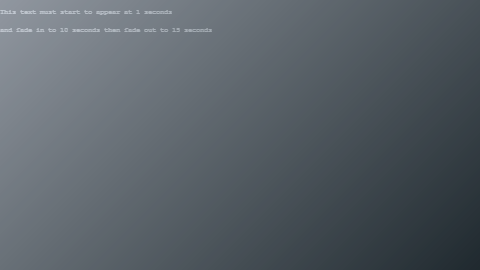 This text must start to appear at 1 seconds
and fade in to 10 seconds then fade out to 15 seconds